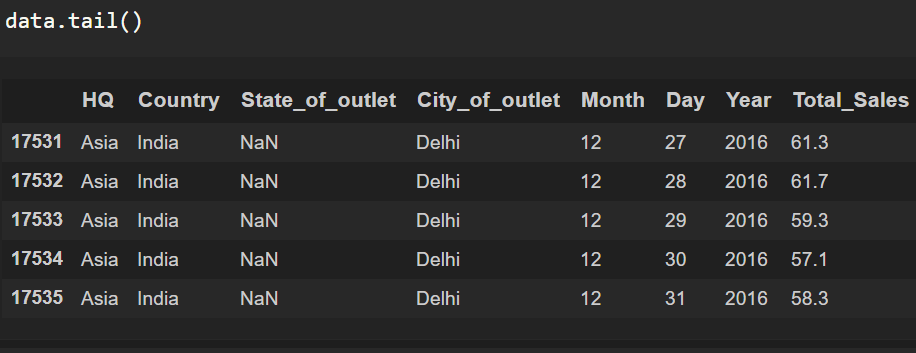 data.tail()
HQ Country State_of_outlet City_of_outlet Month Day Year Total_Sales
17531 Asia India NaN Delhi 12 27 2016 61.3
17532 Asia India NaN Delhi 12 28 2016 61.7
17533 Asia India NaN Delhi 12 29 2016 59.3
17534 Asia India NaN Delhi 12 30 2016 57.1
17535 Asia India NaN Delhi 12 31 2016 58.3